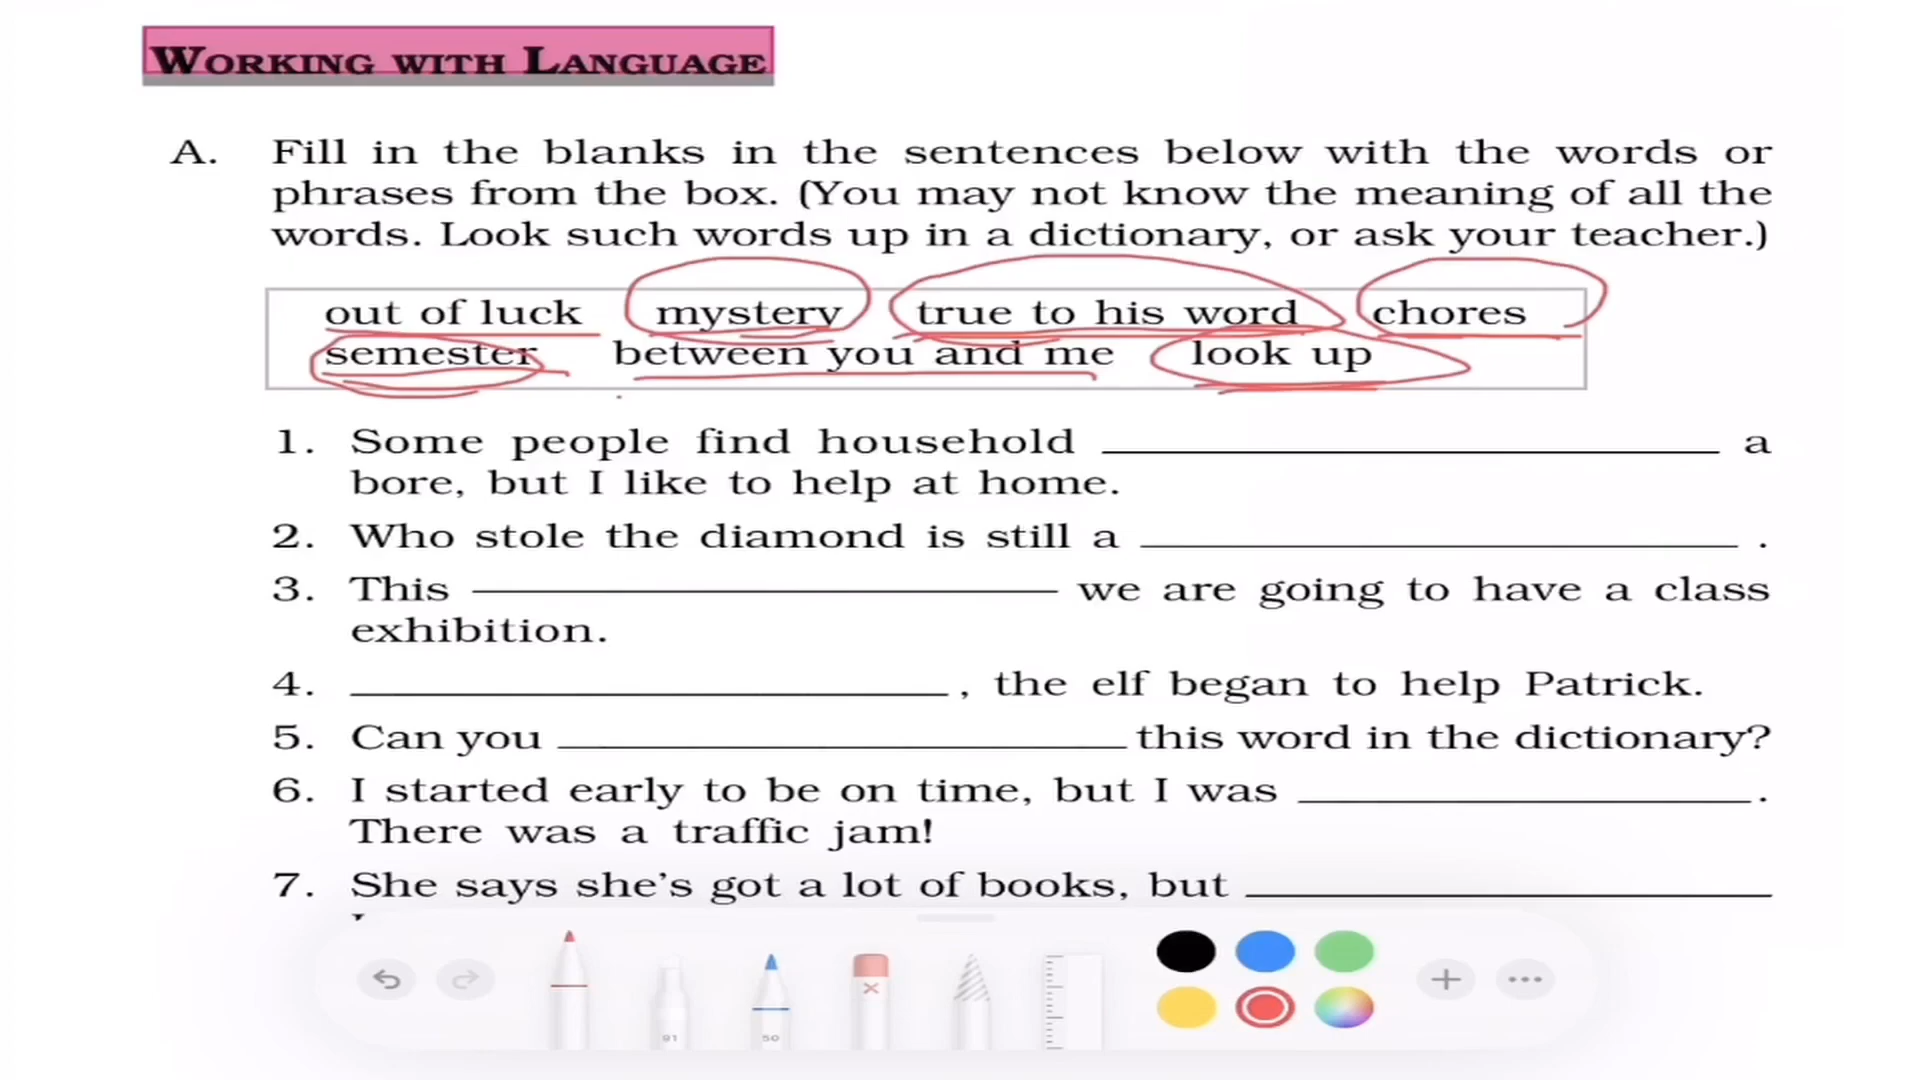 WORKING WITH LANGUAGE
A. Fill in the blanks in the sentences below with the words or
phrases from the box. (You may not know the meaning of all the
words. Look such words up in a dictionary, or ask your teacher.)
out of luck mystery true to his word chores
semester between you and me look up
1. Some people find household ____________ a
bore, but I like to help at home.
2. Who stole the diamond is still a ____________ .
3. This ____________ we are going to have a class
exhibition.
4. ____________ , the elf began to help Patrick.
5. Can you ____________ this word in the dictionary?
6. I started early to be on time, but I was ____________ .
There was a traffic jam!
7. She says she's got a lot of books, but ____________
91 50